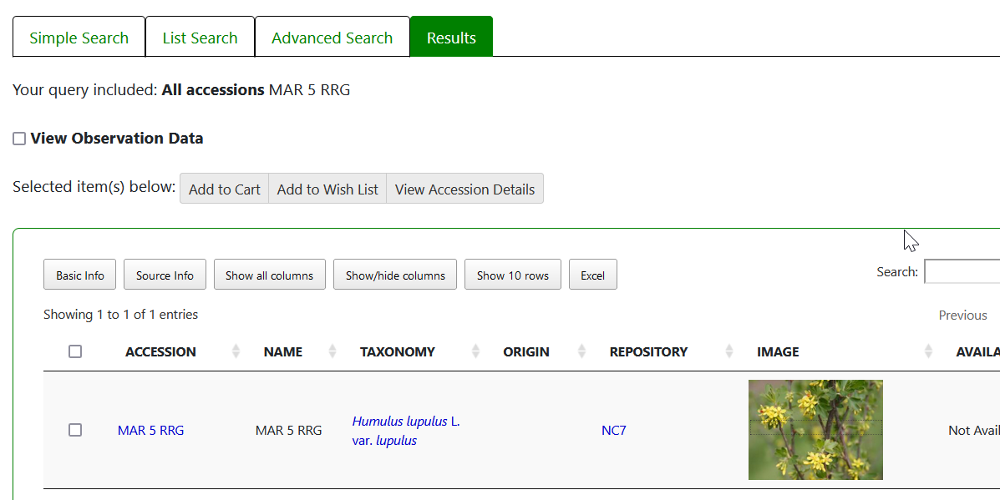 Simple Search List Search Advanced Search Results
Your query included: All accessions MAR 5 RRG
View Observation Data
Selected item(s) below: Add to Cart Add to Wish List View Accession Details
Basic Info Source Info Show all columns Show/hide columns Show 10 rows Excel Search:
Showing 1 to 1 of 1 entries Previous
ACCESSION NAME TAXONOMY ORIGIN REPOSITORY IMAGE AVAILA
MAR 5 RRG MAR 5 RRG Humulus lupulus L. NC7 Not Avail
var. lupulus